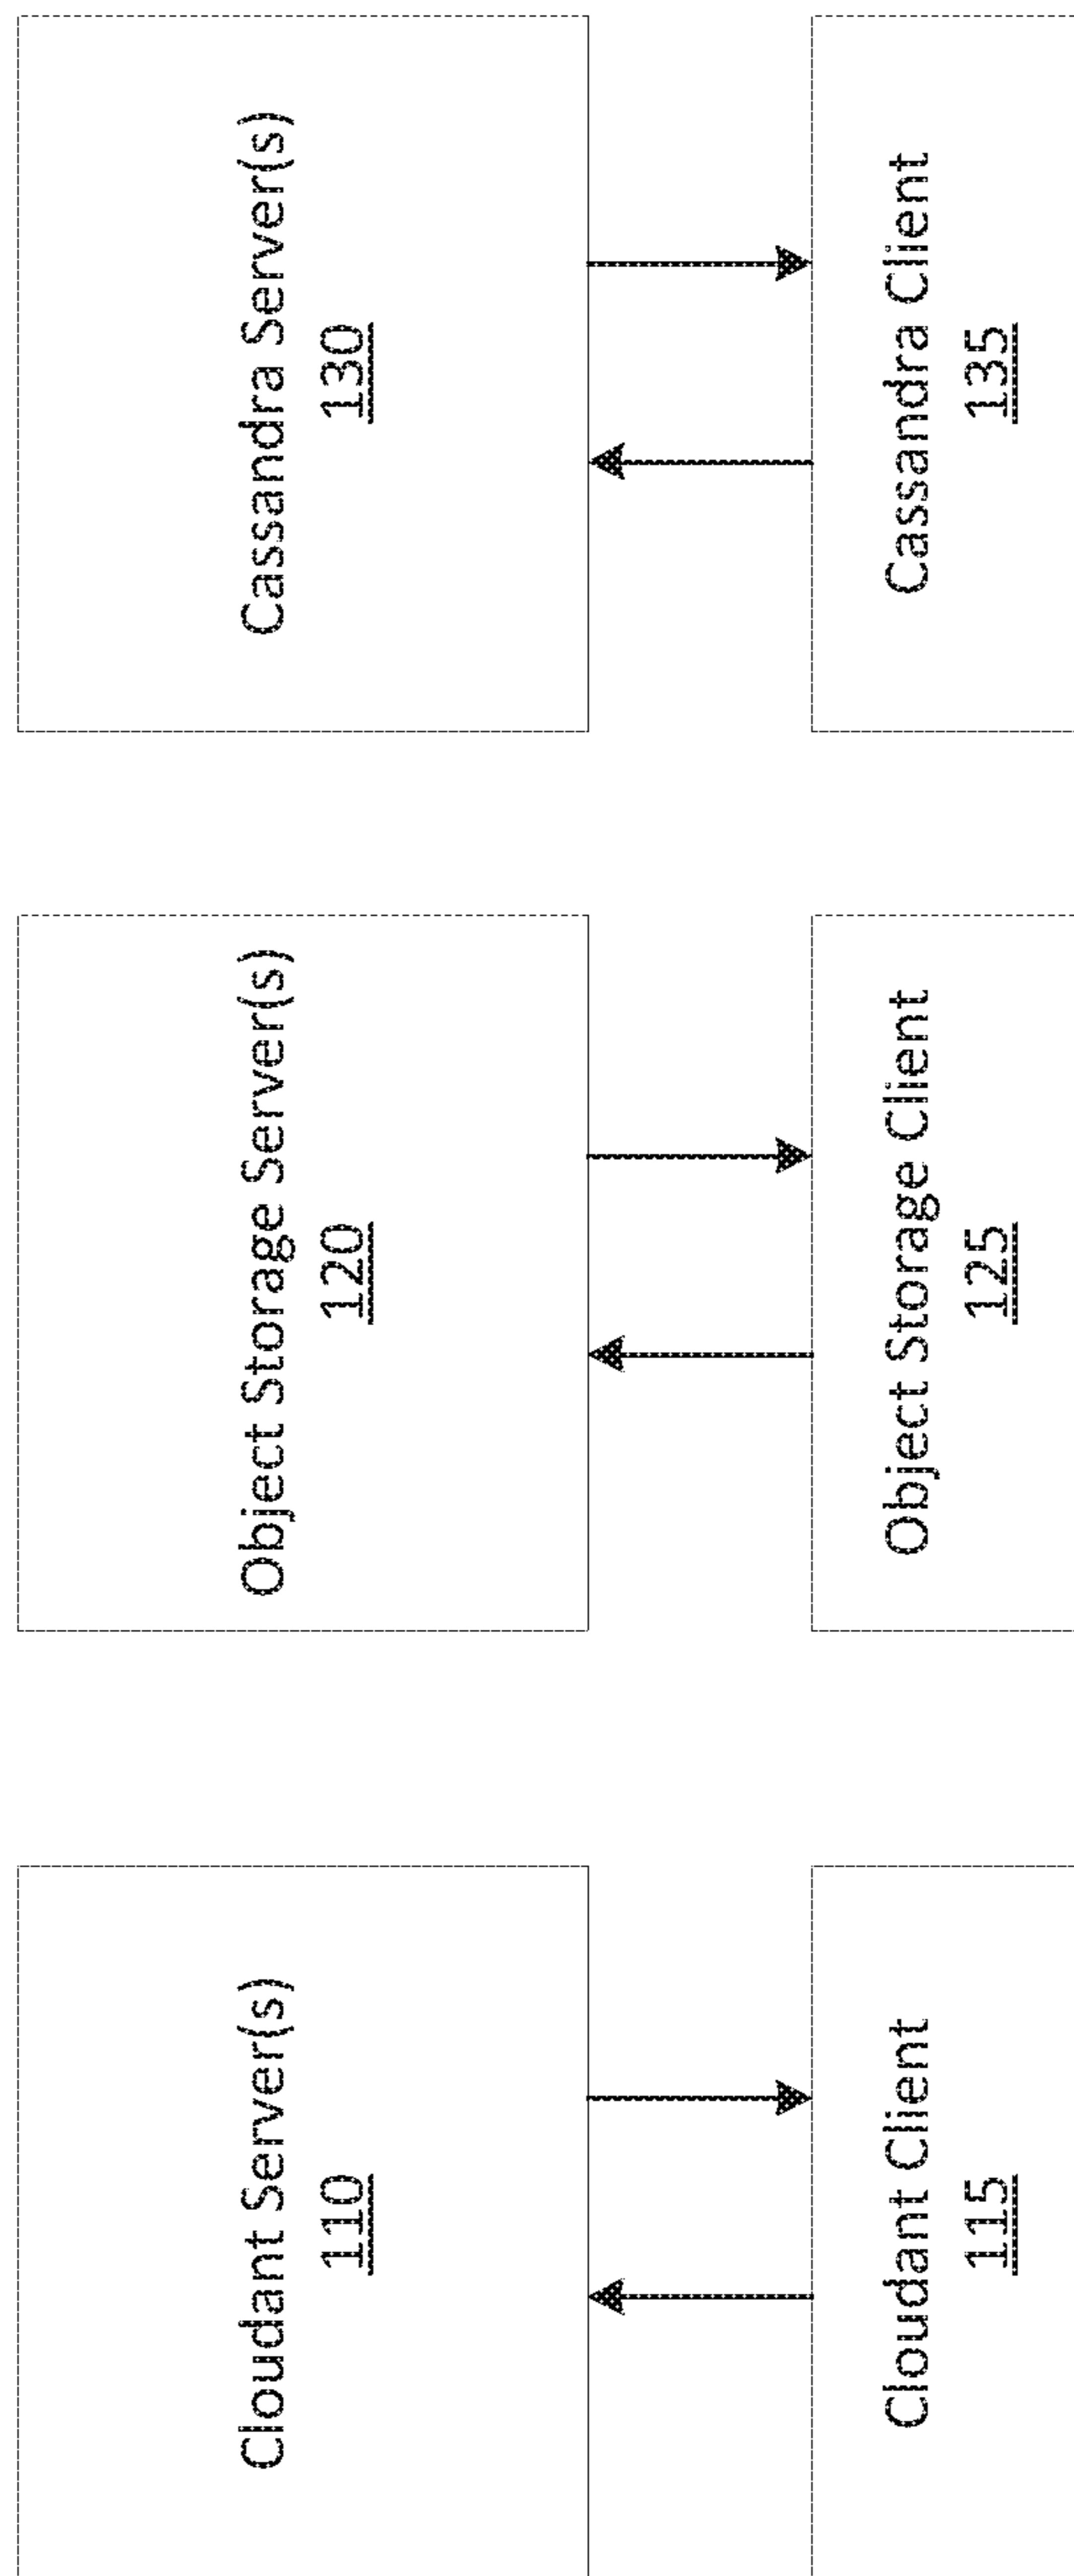 Cloudant Server(s)
110
Object Storage Server(s)
120
Cassandra Server(s)
130
Cloudant Client
115
Object Storage Client
125
Cassandra Client
135